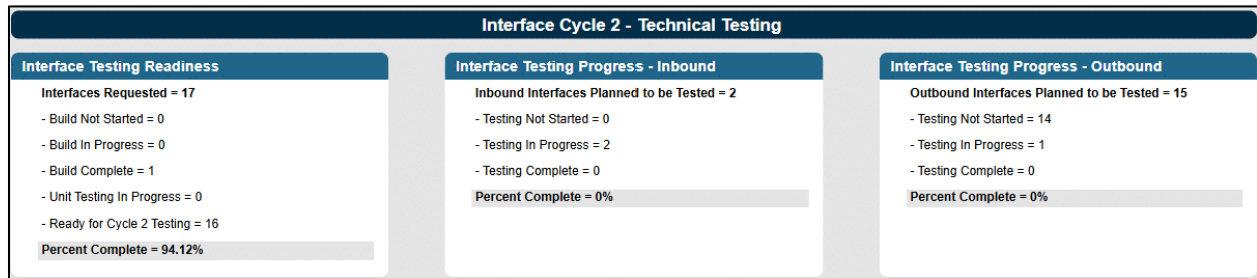 Interface Cycle 2 - Technical Testing
Interface Testing Readiness
Interfaces Requested = 17
- Build Not Started = 0
- Build In Progress = 0
- Build Complete = 1
- Unit Testing In Progress = 0
- Ready for Cycle 2 Testing = 16
Percent Complete = 94.12%
Interface Testing Progress - Inbound
Inbound Interfaces Planned to be Tested = 2
- Testing Not Started = 0
- Testing In Progress = 2
- Testing Complete = 0
Percent Complete = 0%
Interface Testing Progress - Outbound
Outbound Interfaces Planned to be Tested = 15
- Testing Not Started = 14
- Testing In Progress = 1
- Testing Complete = 0
Percent Complete = 0%